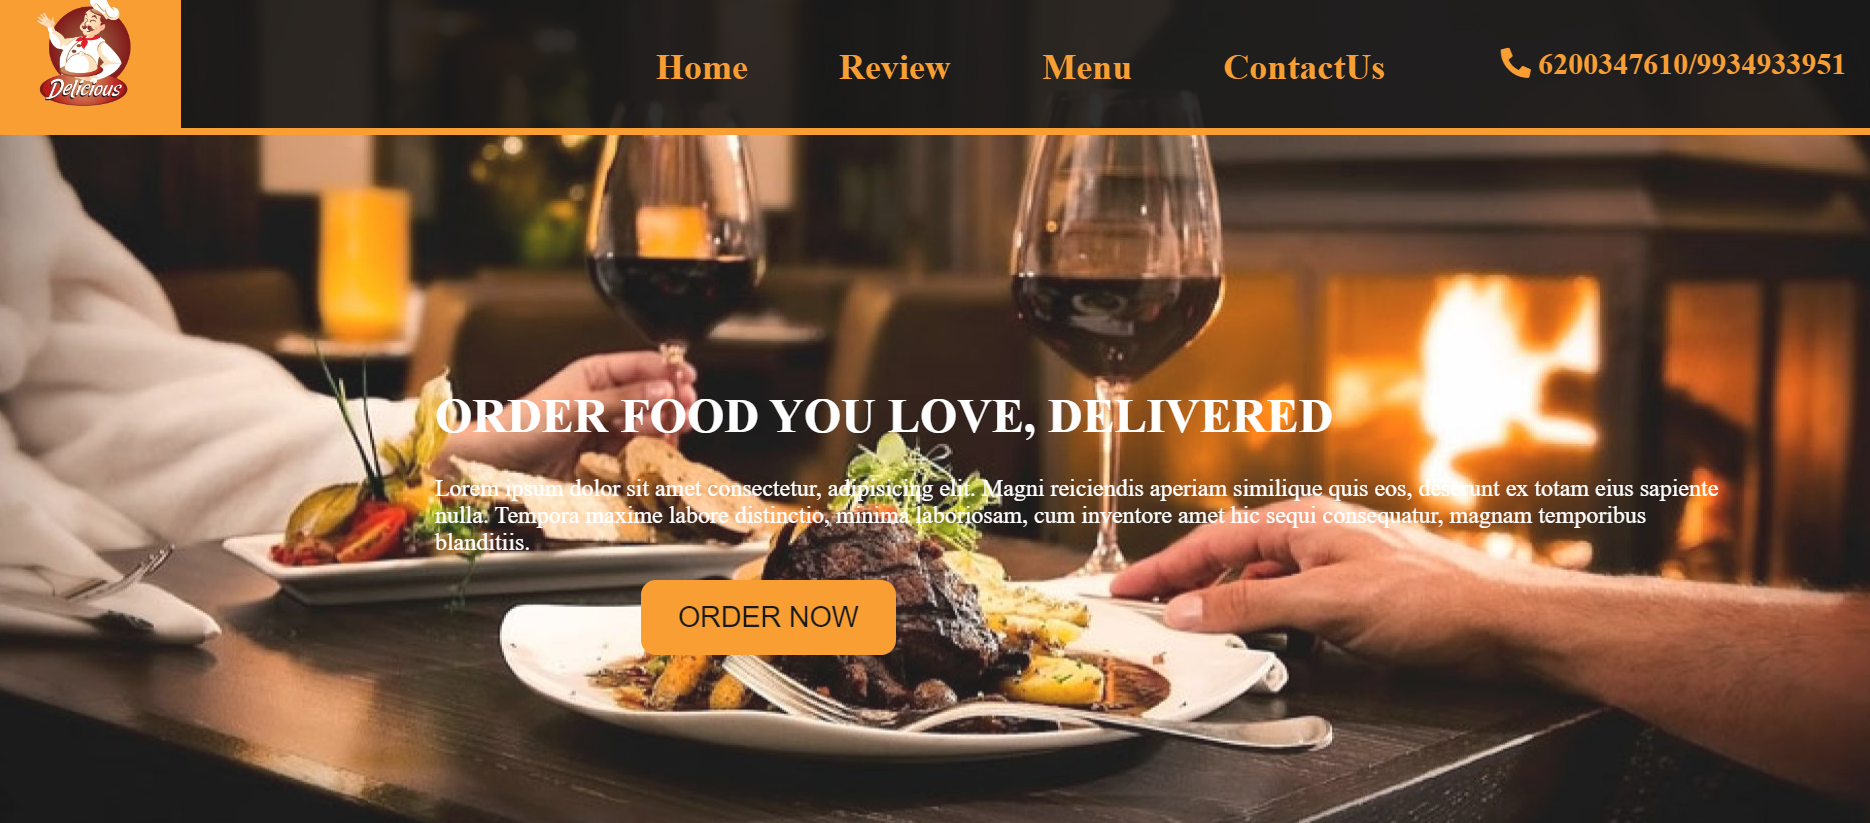 Delicious
Home Review Menu ContactUs 6200347610/9934933951
ORDER FOOD YOU LOVE, DELIVERED
Lorem ipsum dolor sit amet consectetur, adipisicing elit. Magni reiciendis aperiam similique quis eos, deserunt ex totam eius sapiente
nulla. Tempora maxime labore distinctio, minima laboriosam, cum inventore amet hic sequi consequatur, magnam temporibus
blanditiis.
ORDER NOW